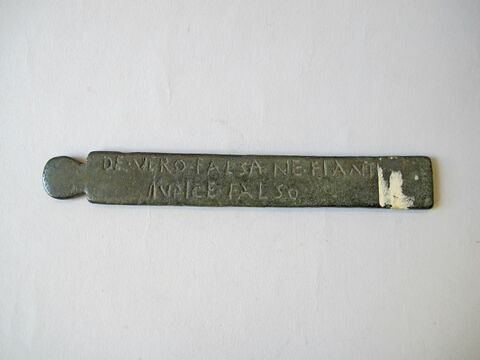 DE·VERO·FALSA·NE FIANT
IVDICE FALSO